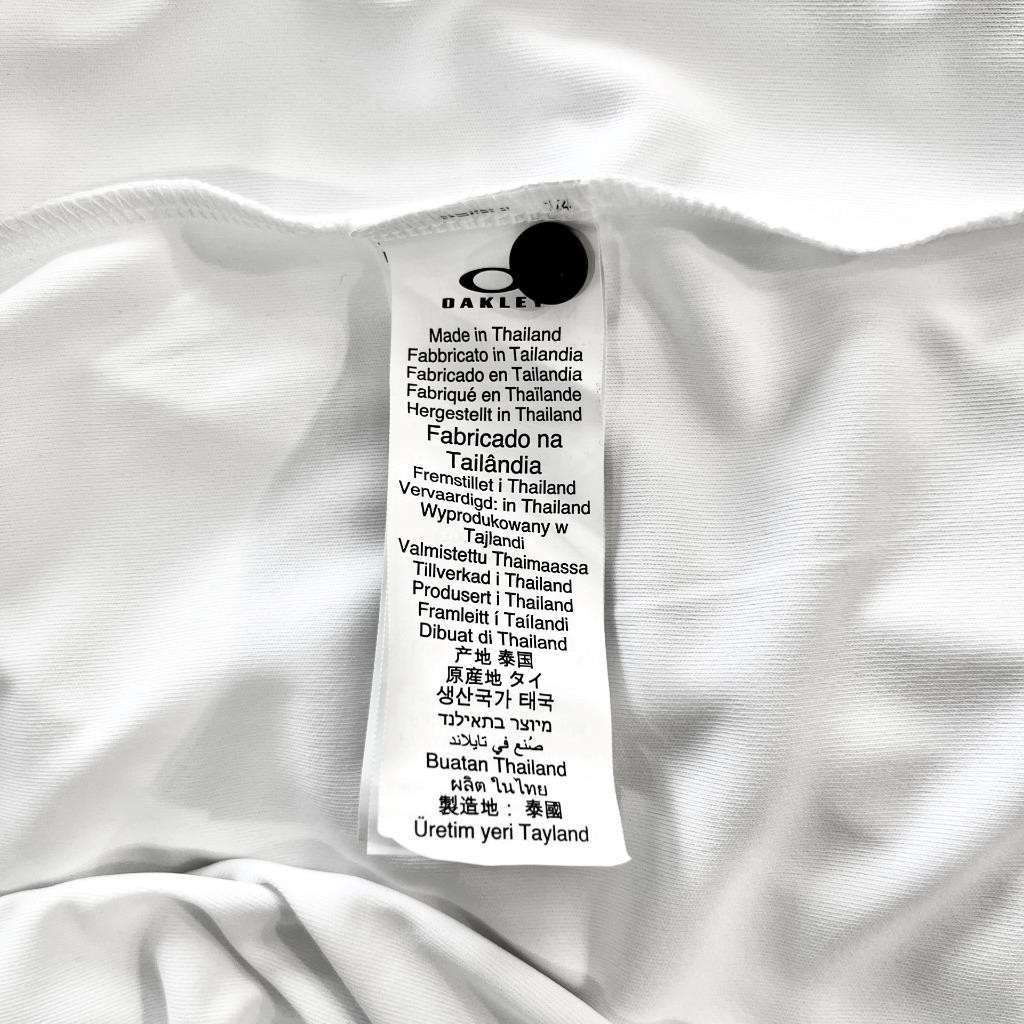 OAKLEY
Made in Thailand
Fabbricato in Tailandia
Fabricado en Tailandía
Fabriqué en Thaïlande
Hergestellt in Thailand
Fabricado na
Tailândia
Fremstillet i Thailand
Vervaardigd: in Thailand
Wyprodukowany w
Tajlandi
Valmistettu Thaimaassa
Tillverkad i Thailand
Produsert i Thailand
Framleitt í Taílandi
Dibuat di Thailand
产地 泰国
原産地 タイ
생산국가 태국
מיוצר בתאילנד
صُنع في تايلاند
Buatan Thailand
ผลิต ในไทย
製造地： 泰國
Üretim yeri Tayland